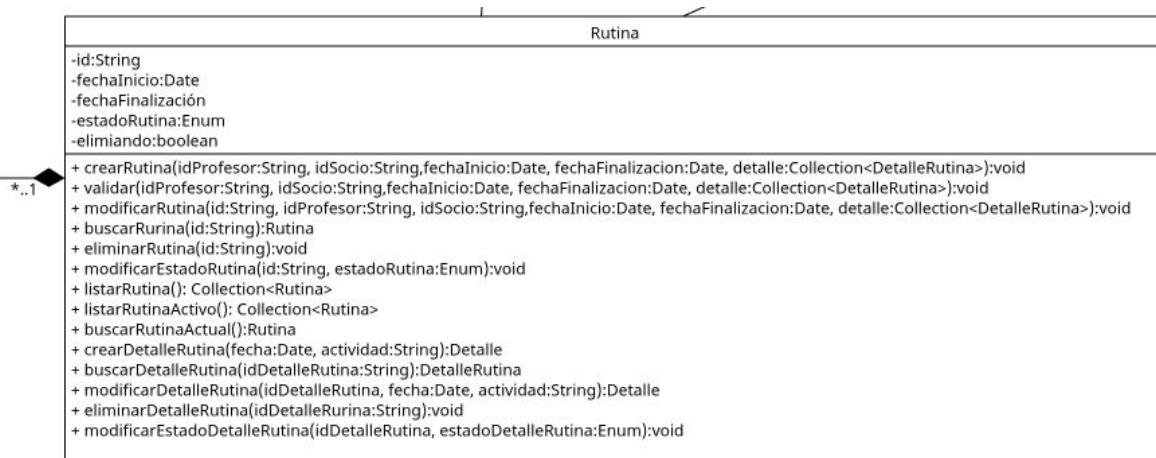 Rutina
-id:String
-fechaInicio:Date
-fechaFinalización
-estadoRutina:Enum
-elimiando:boolean
+ crearRutina(idProfesor:String, idSocio:String,fechaInicio:Date, fechaFinalizacion:Date, detalle:Collection<DetalleRutina>):void
+ validar(idProfesor:String, idSocio:String,fechaInicio:Date, fechaFinalizacion:Date, detalle:Collection<DetalleRutina>):void
*..1
+ modificarRutina(id:String, idProfesor:String, idSocio:String,fechaInicio:Date, fechaFinalizacion:Date, detalle:Collection<DetalleRutina>):void
+ buscarRurina(id:String):Rutina
+ eliminarRutina(id:String):void
+ modificarEstadoRutina(id:String, estadoRutina:Enum):void
+ listarRutina(): Collection<Rutina>
+ listarRutinaActivo(): Collection<Rutina>
+ buscarRutinaActual():Rutina
+ crearDetalleRutina(fecha:Date, actividad:String):Detalle
+ buscarDetalleRutina(idDetalleRutina:String):DetalleRutina
+ modificarDetalleRutina(idDetalleRutina, fecha:Date, actividad:String):Detalle
+ eliminarDetalleRutina(idDetalleRurina:String):void
+ modificarEstadoDetalleRutina(idDetalleRutina, estadoDetalleRutina:Enum):void